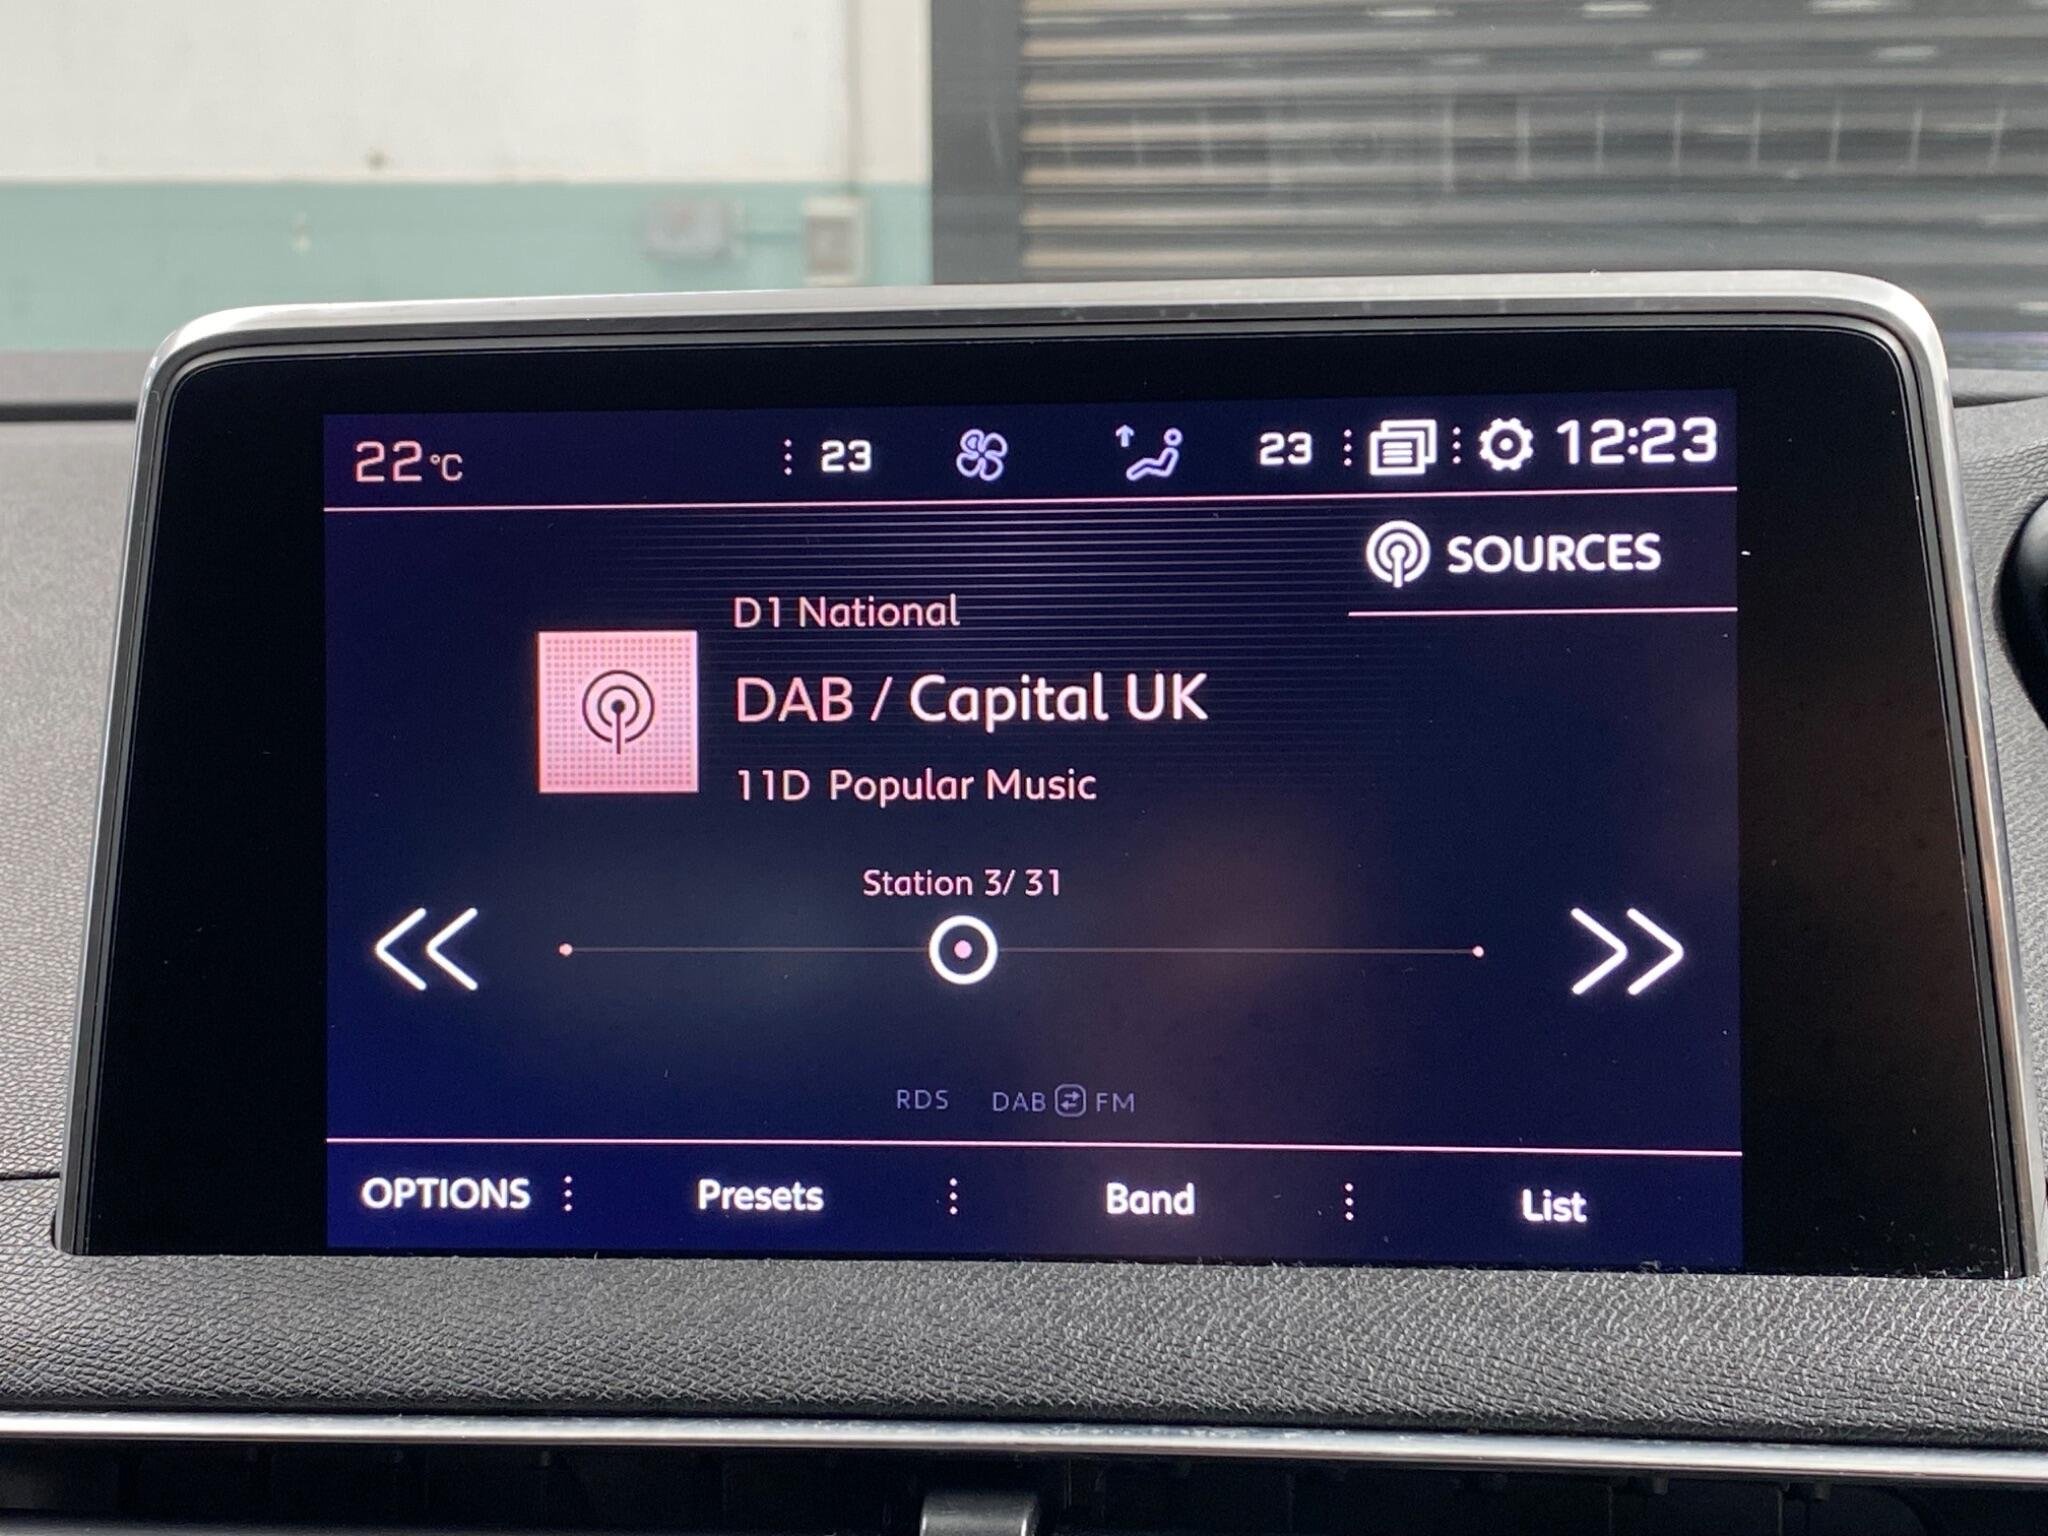 22°C 23 23 12:23
SOURCES
D1 National
DAB / Capital UK
11D Popular Music
Station 3/ 31
RDS DAB FM
OPTIONS Presets Band List